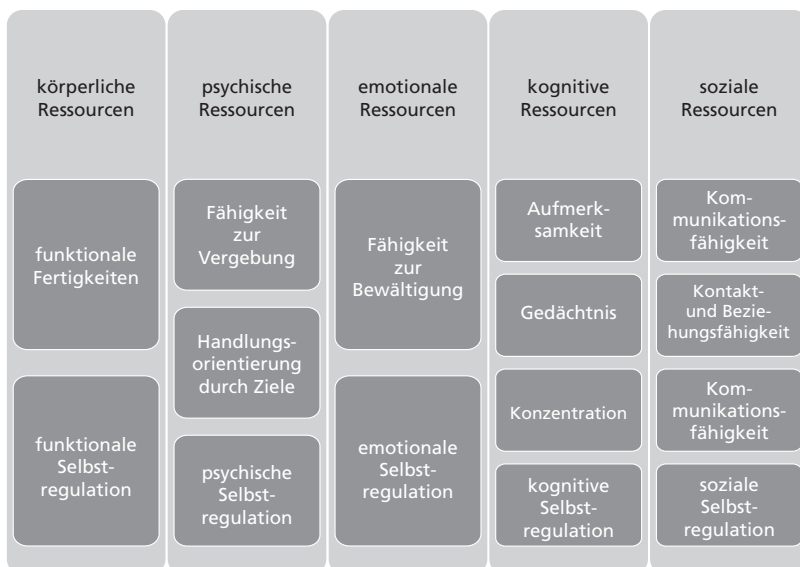 körperliche
Ressourcen
funktionale
Fertigkeiten
funktionale
Selbst-
regulation
psychische
Ressourcen
Fähigkeit
zur
Vergebung
Handlungs-
orientierung
durch Ziele
psychische
Selbst-
regulation
emotionale
Ressourcen
Fähigkeit
zur
Bewältigung
emotionale
Selbst-
regulation
kognitive
Ressourcen
Aufmerk-
samkeit
Gedächtnis
Konzentration
kognitive
Selbst-
regulation
soziale
Ressourcen
Kom-
munikations-
fähigkeit
Kontakt-
und Bezie-
hungsfähigkeit
Kom-
munikations-
fähigkeit
soziale
Selbst-
regulation